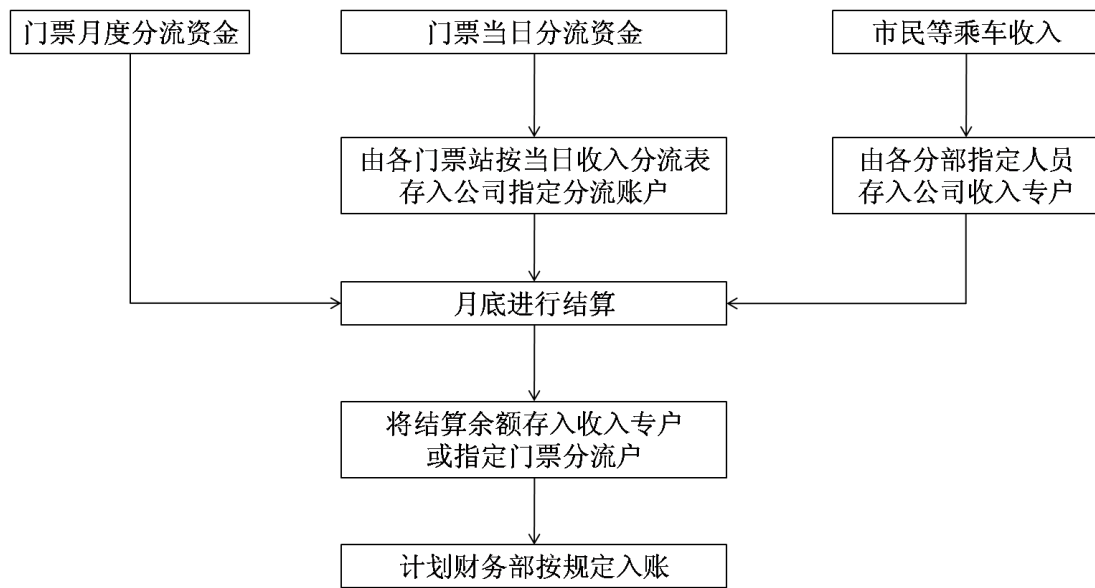 门票月度分流资金
门票当日分流资金
市民等乘车收入
由各门票站按当日收入分流表
存入公司指定分流账户
由各分部指定人员
存入公司收入专户
月底进行结算
将结算余额存入收入专户
或指定门票分流户
计划财务部按规定入账